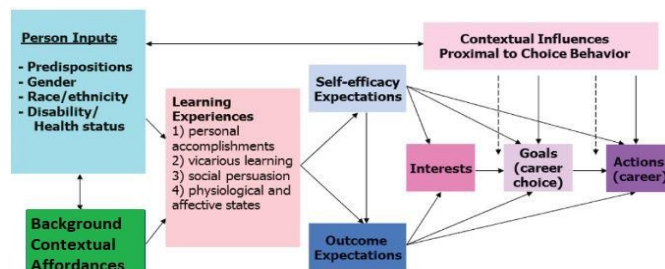 Person Inputs
- Predispositions
- Gender
- Race/ethnicity
- Disability/
Health status
Background
Contextual
Affordances
Learning
Experiences
1) personal
accomplishments
2) vicarious learning
3) social persuasion
4) physiological and
affective states
Self-efficacy
Expectations
Outcome
Expectations
Contextual Influences
Proximal to Choice Behavior
Interests
Goals
(career
choice)
Actions
(career)